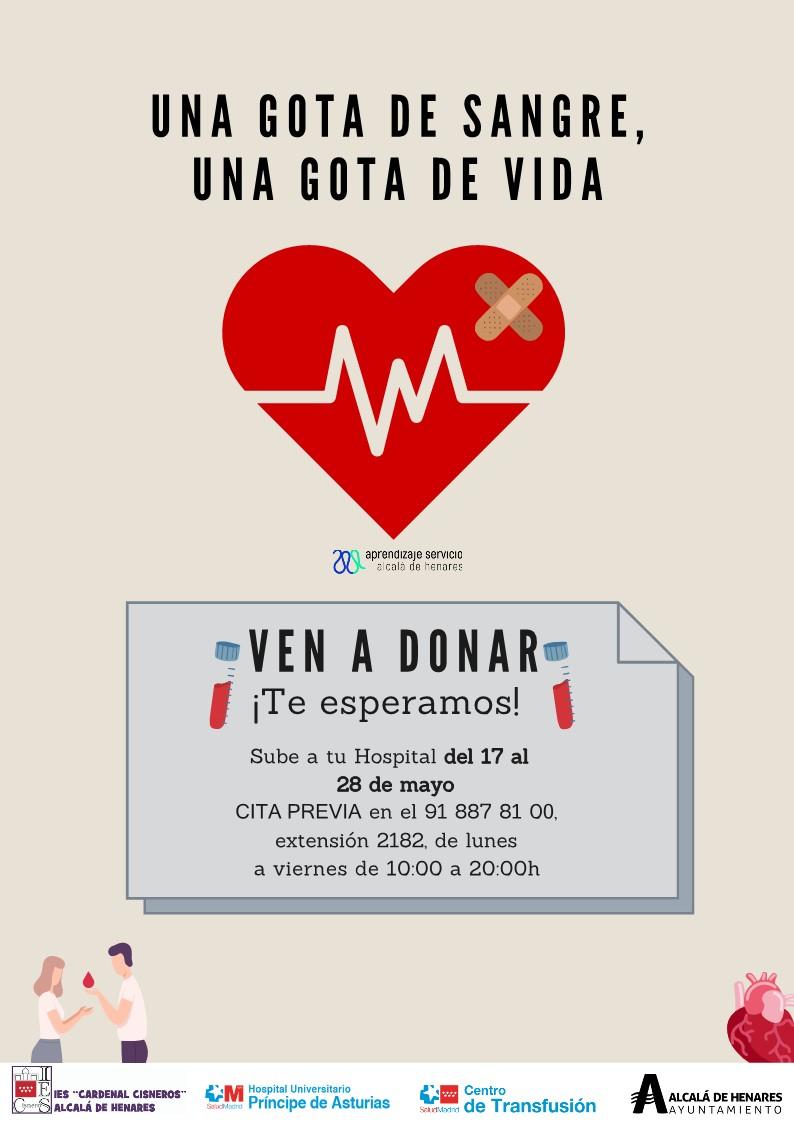 UNA GOTA DE SANGRE,
UNA GOTA DE VIDA
aprendizaje servicio
alcalá de henares
VEN A DONAR
¡Te esperamos!
Sube a tu Hospital del 17 al
28 de mayo
CITA PREVIA en el 91 887 81 00,
extensión 2182, de lunes
a viernes de 10:00 a 20:00h
IES "CARDENAL CISNEROS"
ALCALÁ DE HENARES
SaludMadrid
Hospital Universitario
Príncipe de Asturias
SaludMadrid
Centro
de Transfusión
ALCALÁ DE HENARES
AYUNTAMIENTO